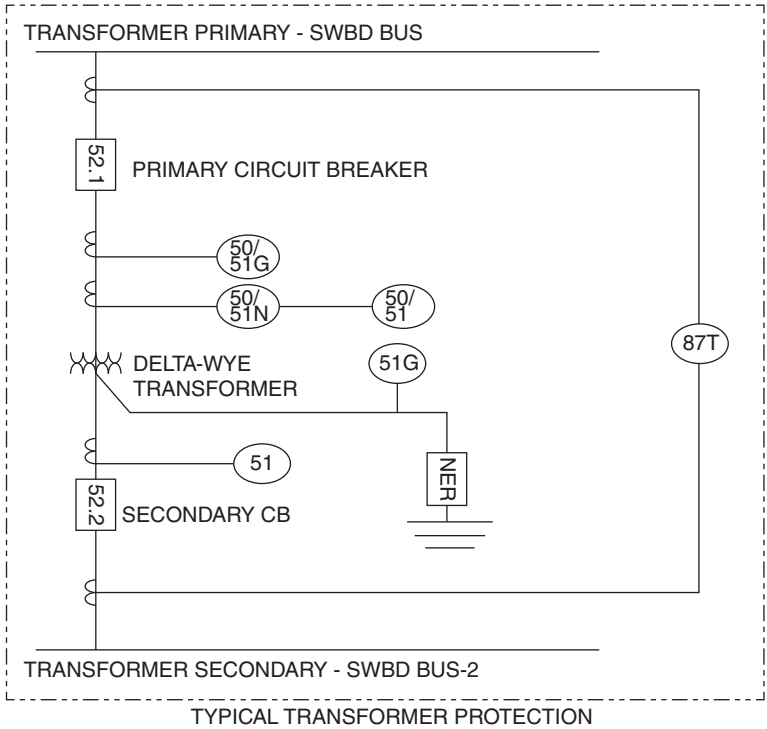 TRANSFORMER PRIMARY - SWBD BUS
52.1
PRIMARY CIRCUIT BREAKER
50/
51G
50/
51N
50/
51
87T
DELTA-WYE
TRANSFORMER
51G
51
NER
52.2
SECONDARY CB
TRANSFORMER SECONDARY - SWBD BUS-2
TYPICAL TRANSFORMER PROTECTION